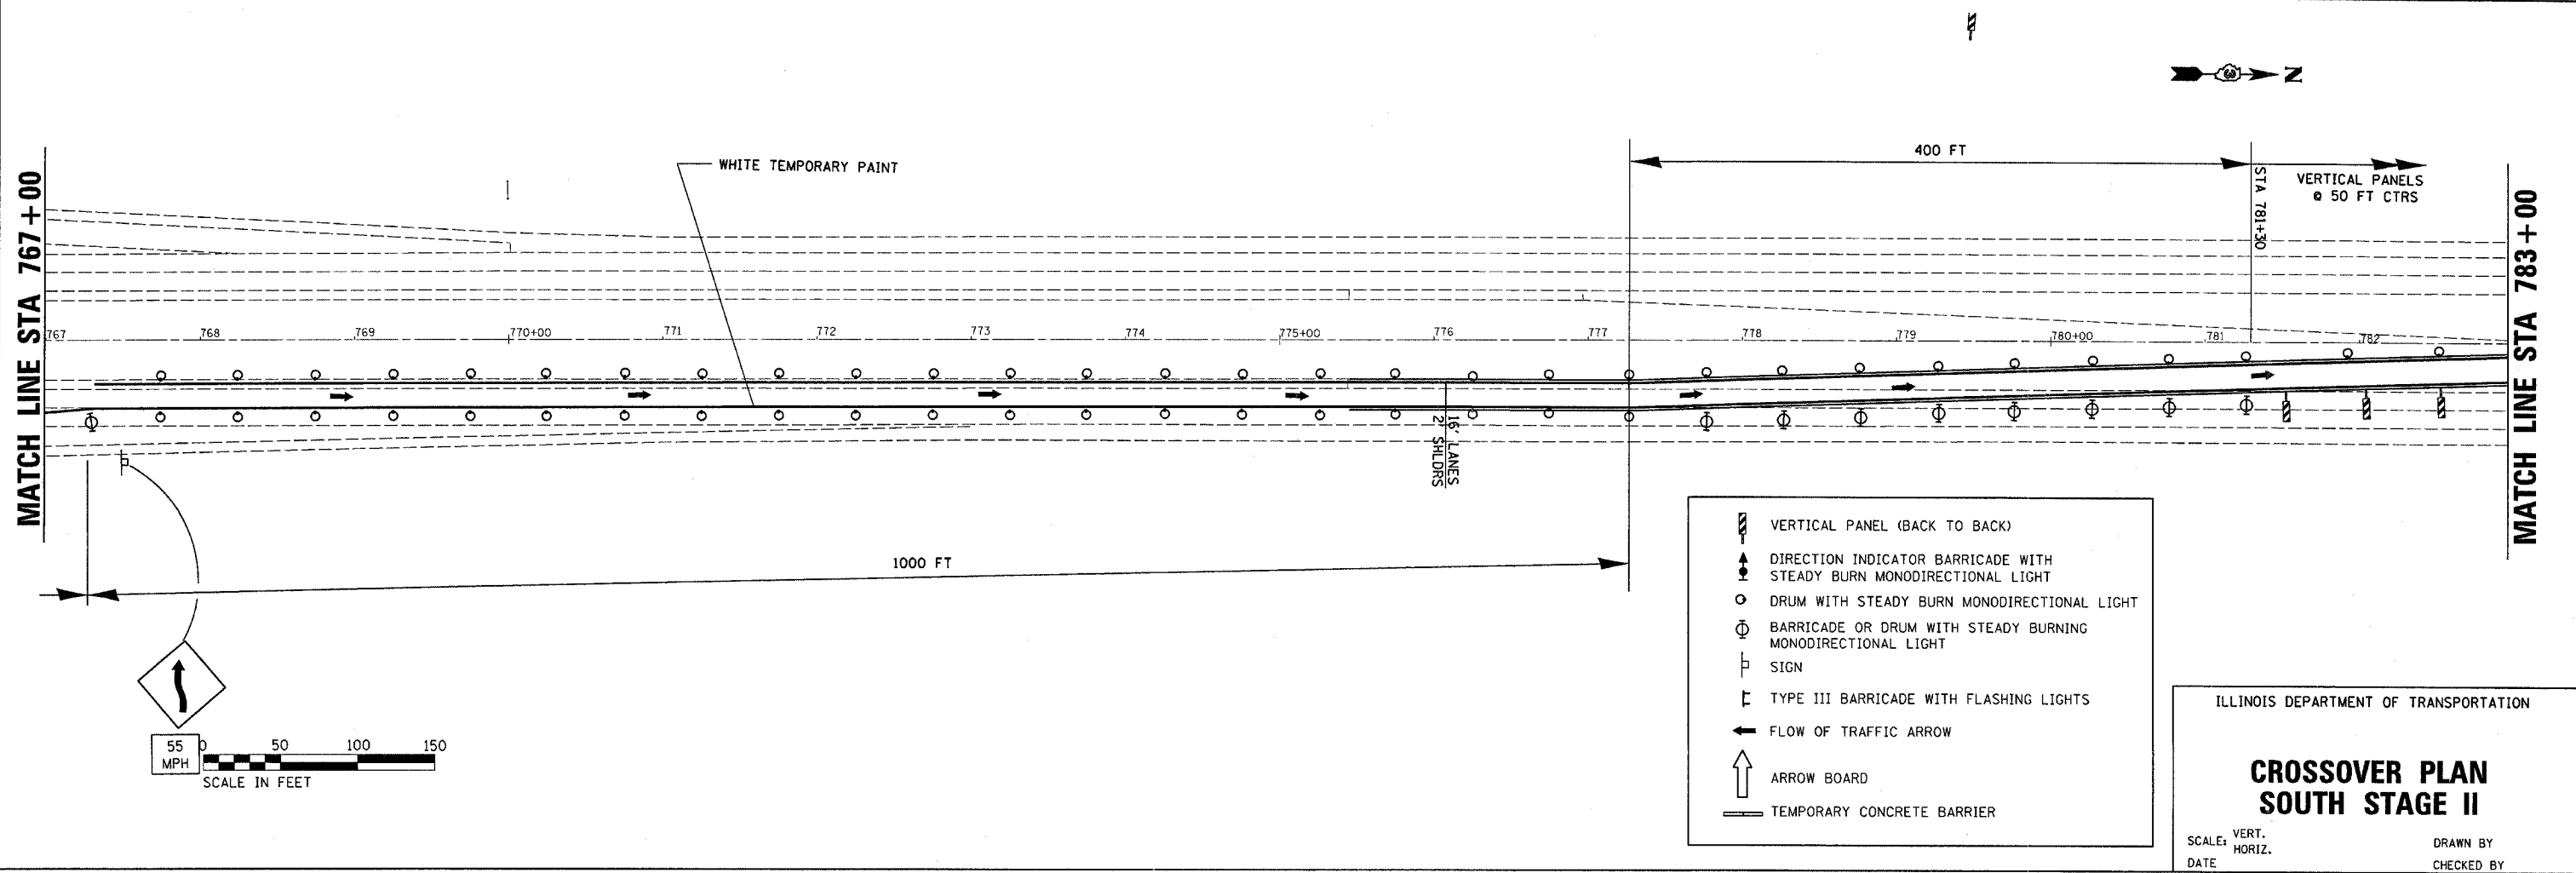 N
400 FT
WHITE TEMPORARY PAINT
VERTICAL PANELS
@ 50 FT CTRS
STA 781+30
MATCH LINE STA 767+00
MATCH LINE STA 783+00
767
768
769
770+00
771
772
773
774
775+00
776
777
778
779
780+00
781
782
16' LANES
2' SHLDRS
1000 FT
VERTICAL PANEL (BACK TO BACK)
DIRECTION INDICATOR BARRICADE WITH
STEADY BURN MONODIRECTIONAL LIGHT
DRUM WITH STEADY BURN MONODIRECTIONAL LIGHT
BARRICADE OR DRUM WITH STEADY BURNING
MONODIRECTIONAL LIGHT
SIGN
TYPE III BARRICADE WITH FLASHING LIGHTS
FLOW OF TRAFFIC ARROW
ARROW BOARD
TEMPORARY CONCRETE BARRIER
55
MPH
0 50 100 150
SCALE IN FEET
ILLINOIS DEPARTMENT OF TRANSPORTATION
CROSSOVER PLAN
SOUTH STAGE II
SCALE: VERT.
HORIZ.
DATE
DRAWN BY
CHECKED BY